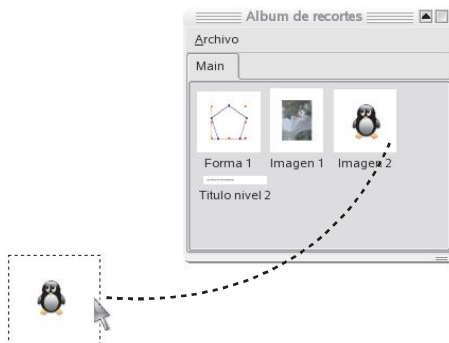 Album de recortes
Archivo
Main
Forma 1
Imagen 1
Imagen 2
Titulo nivel 2